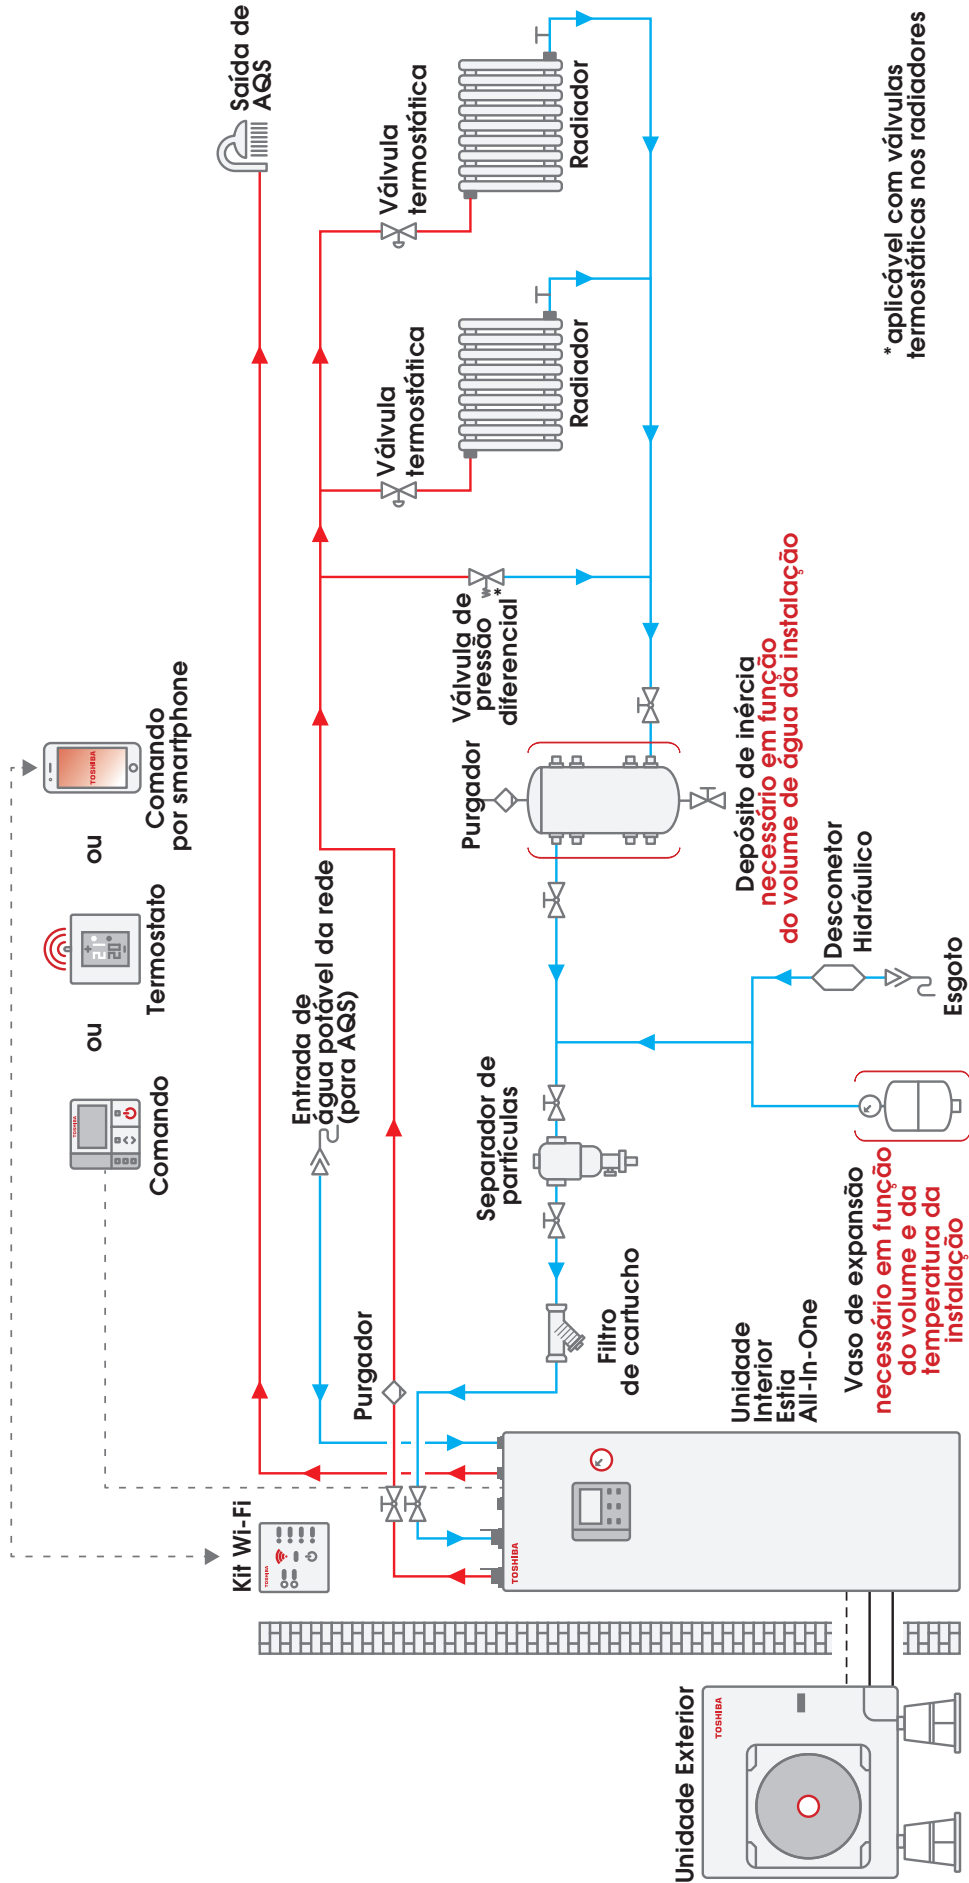 Comando
ou
Termostato
ou
Comando
por smartphone
TOSHIBA
TOSHIBA
Kit Wi-Fi
TOSHIBA
Saída de
AQS
Entrada de
água potável da rede
(para AQS)
Purgador
Válvula
termostática
Válvula
termostática
Radiador
Radiador
Válvula de
pressão
diferencial
*
Purgador
Separador de
partículas
Filtro
de cartucho
Depósito de inércia
necessário em função
do volume de água da instalação
Desconetor
Hidráulico
Esgoto
Vaso de expansão
necessário em função
do volume e da
temperatura da
instalação
Unidade
Interior
Estia
All-In-One
TOSHIBA
Unidade Exterior
TOSHIBA
*aplicável com válvulas
termostáticas nos radiadores